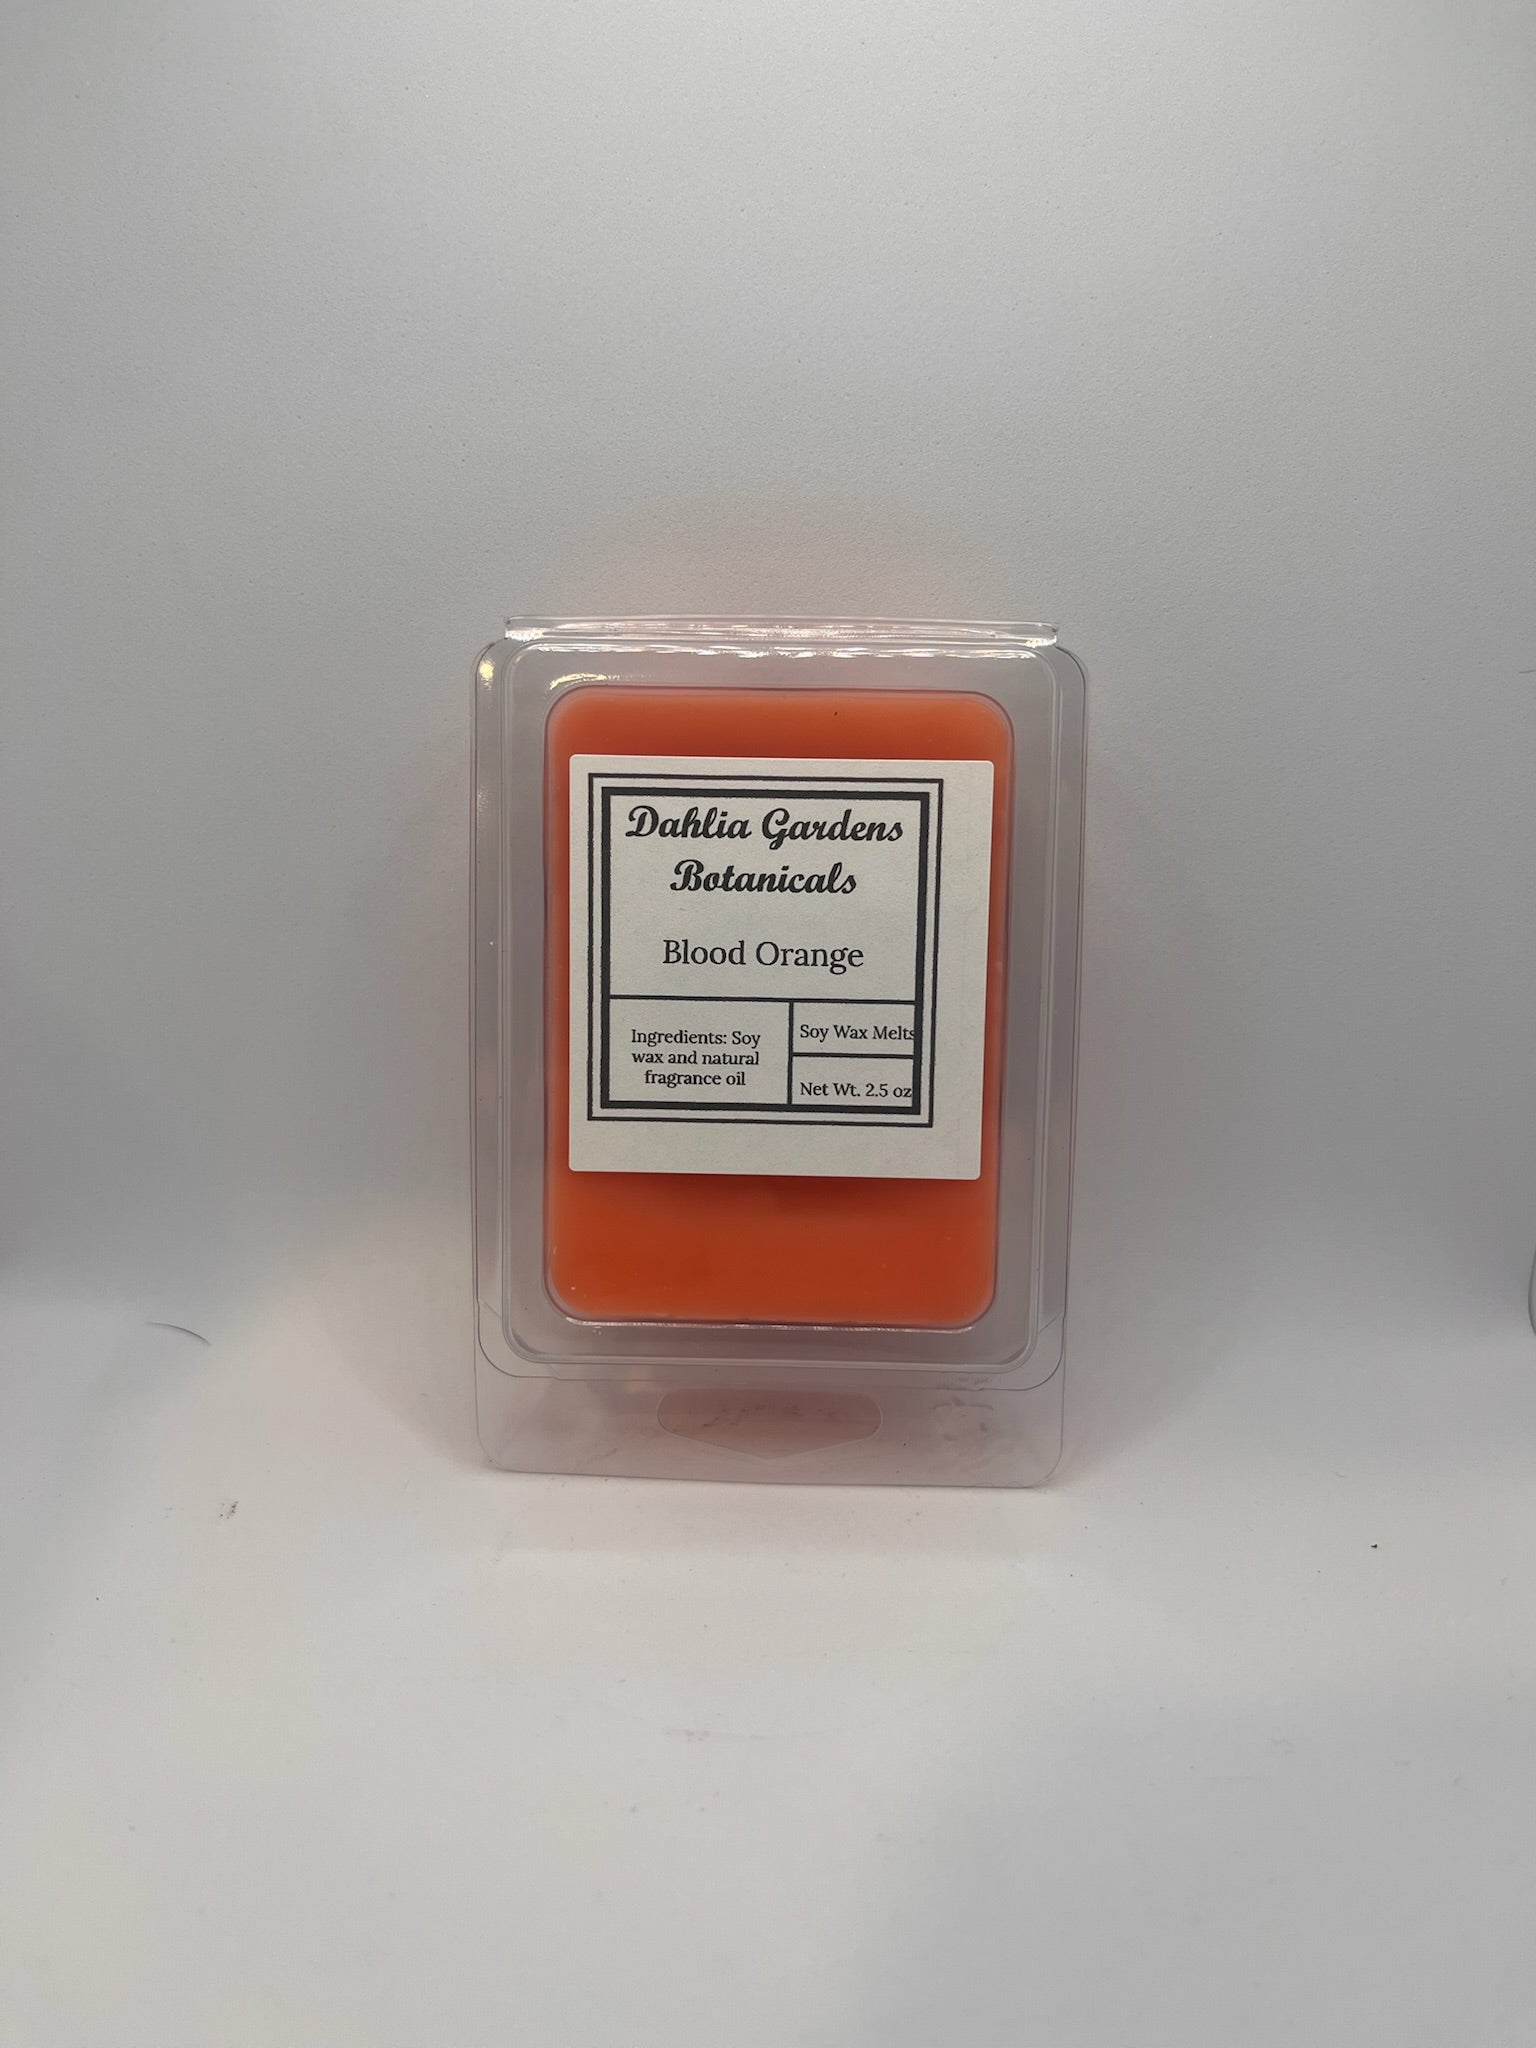 Dahlia Gardens
Botanicals
Blood Orange
Ingredients: Soy
wax and natural
fragrance oil
Soy Wax Melts
Net Wt. 2.5 oz